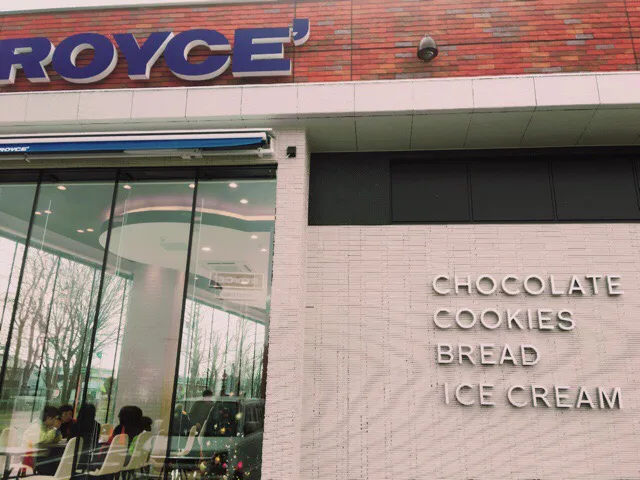 ROYCE'
ROYCE'
CHOCOLATE
COOKIES
BREAD
ICE CREAM